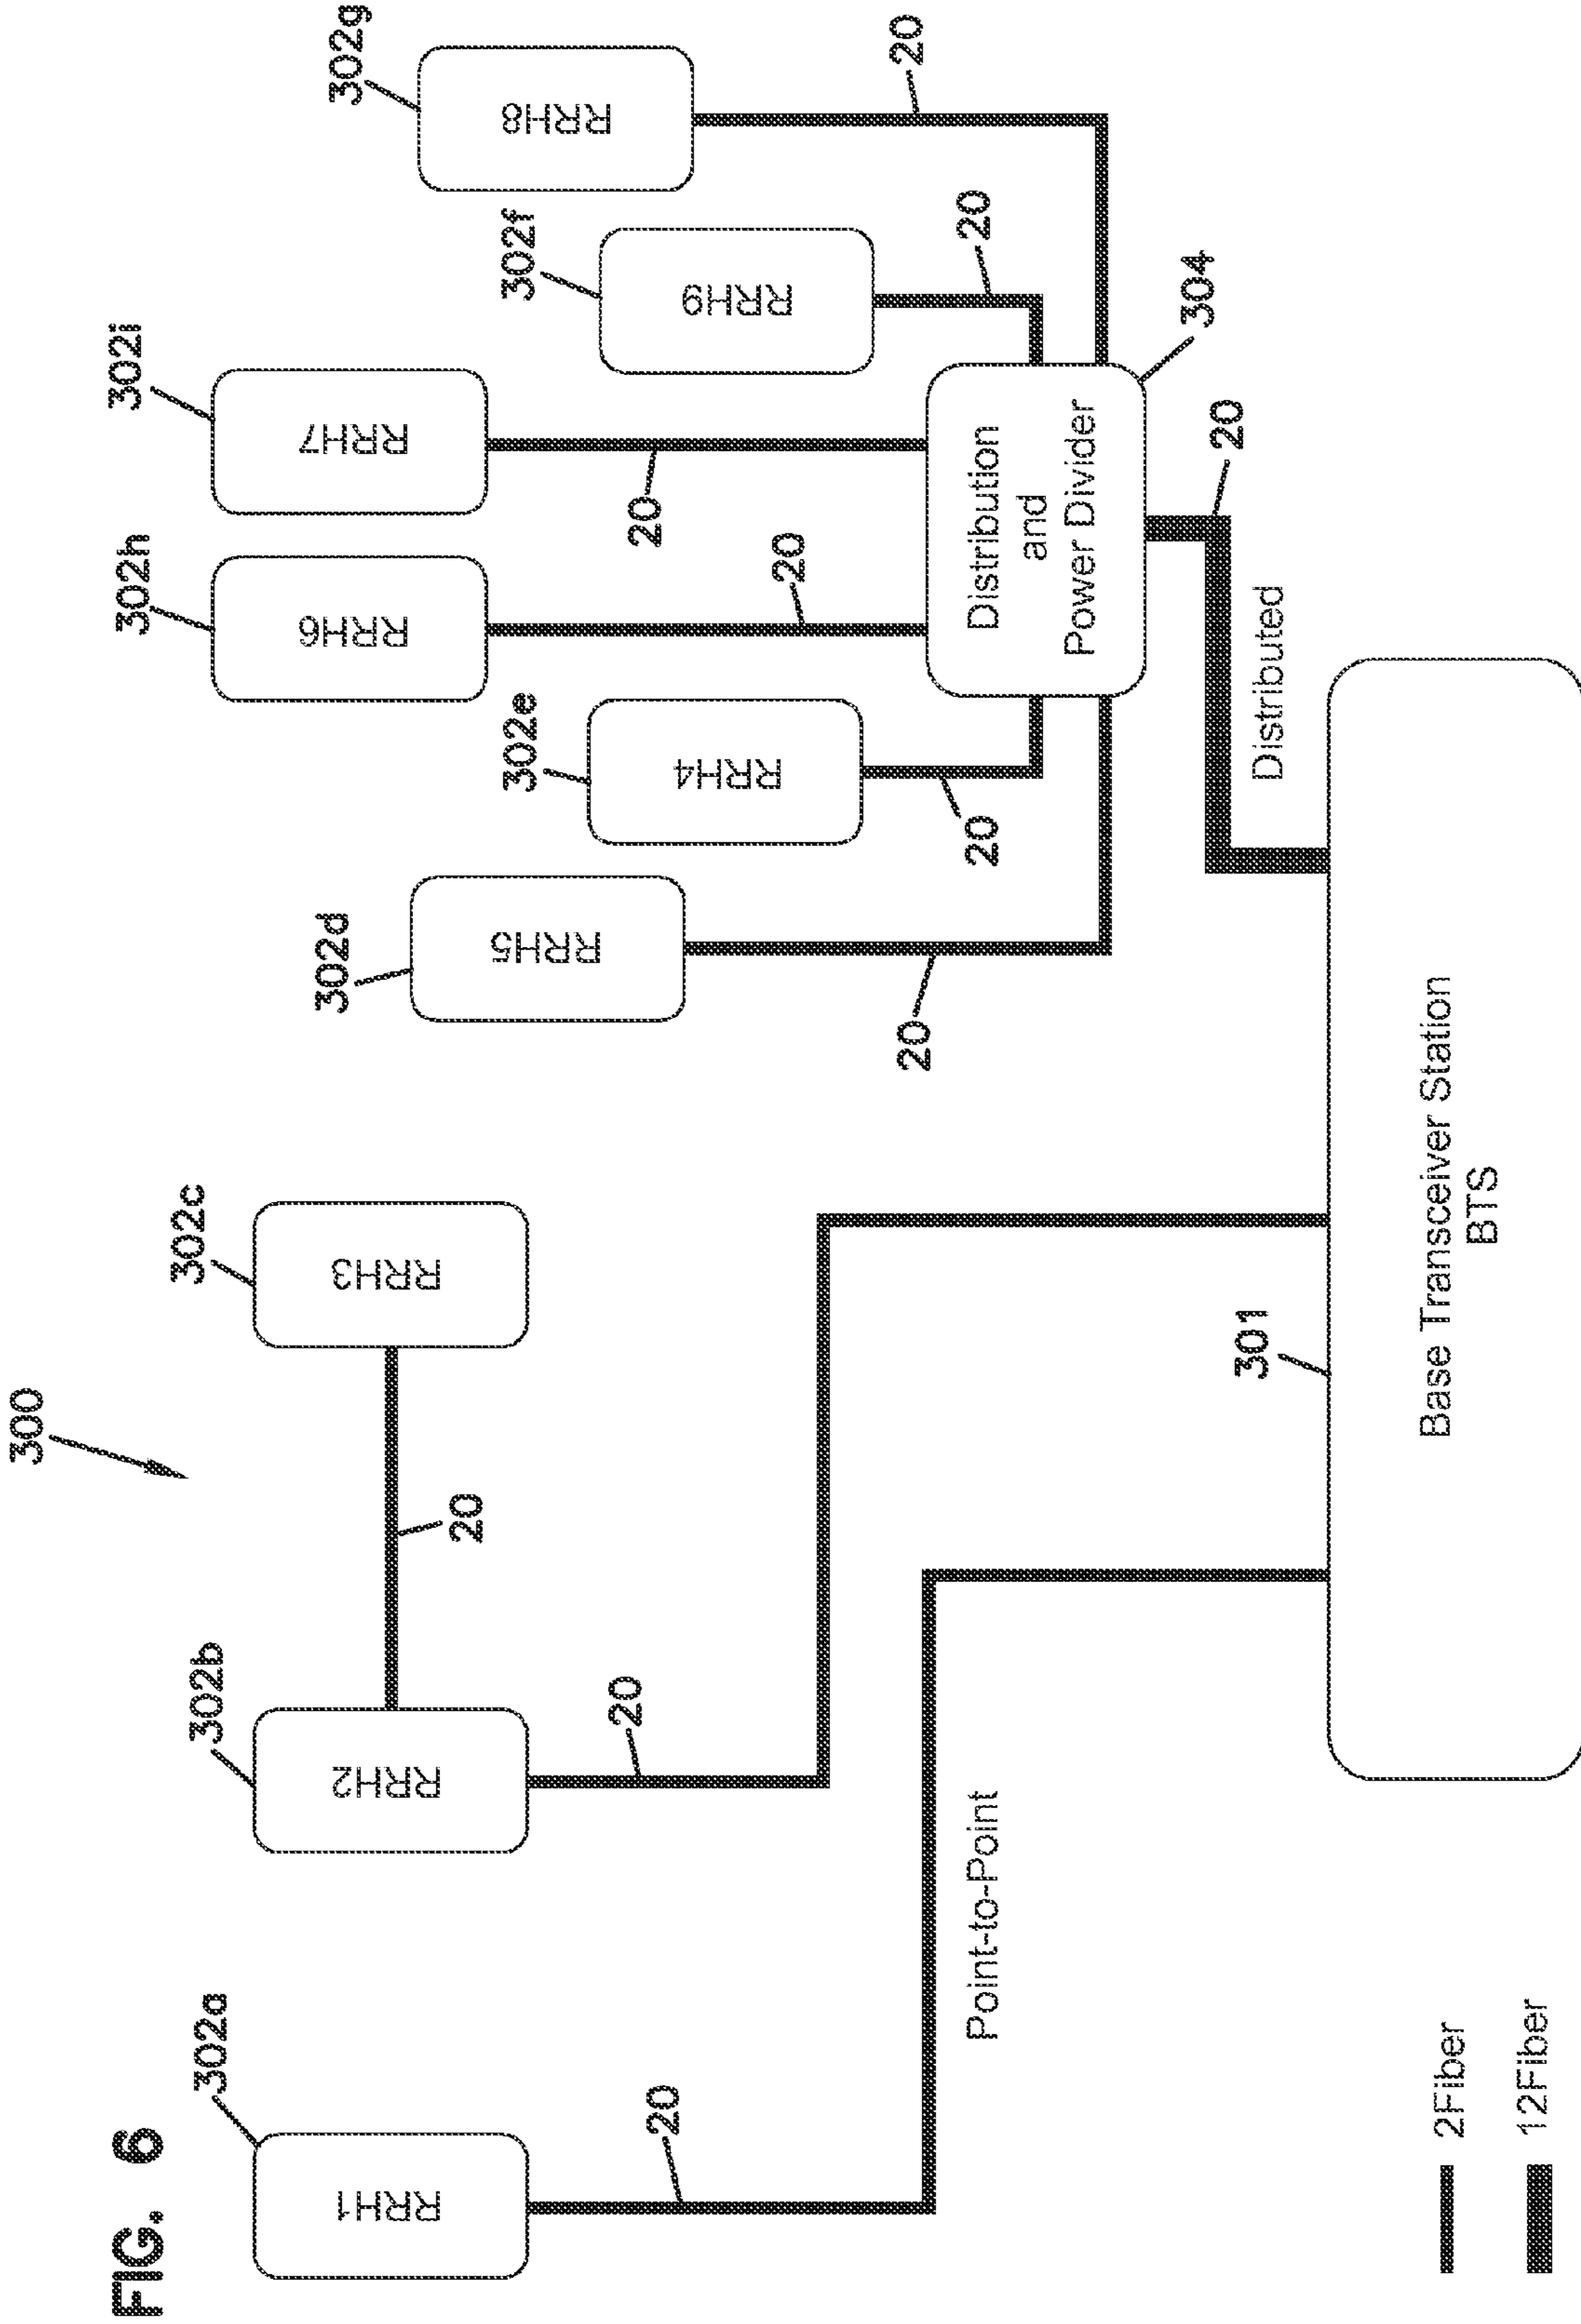 FIG. 6
300
302a
302b
302c
302d
302e
302h
302i
302f
302g
RRH1
RRH2
RRH3
RRH5
RRH4
RRH6
RRH7
RRH9
RRH8
20
20
20
20
20
20
20
20
20
Point-to-Point
Distribution
and
Power Divider
304
20
Distributed
301
Base Transceiver Station
BTS
2Fiber
12Fiber